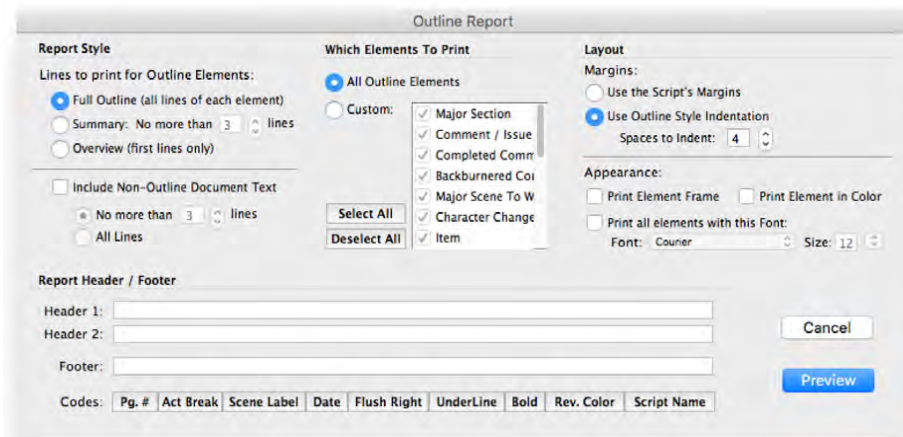 Outline Report
Report Style
Lines to print for Outline Elements:
Full Outline (all lines of each element)
Summary: No more than 3 lines
Overview (first lines only)
Include Non-Outline Document Text
No more than 3 lines
All Lines
Which Elements To Print
All Outline Elements
Custom:
Major Section
Comment / Issue
Completed Comm
Backburnered Cor
Major Scene To W
Character Change
Item
Select All
Deselect All
Layout
Margins:
Use the Script's Margins
Use Outline Style Indentation
Spaces to Indent: 4
Appearance:
Print Element Frame Print Element in Color
Print all elements with this Font:
Font: Courier Size: 12
Report Header / Footer
Header 1:
Header 2:
Footer:
Codes: Pg. # Act Break Scene Label Date Flush Right UnderLine Bold Rev. Color Script Name
Cancel
Preview